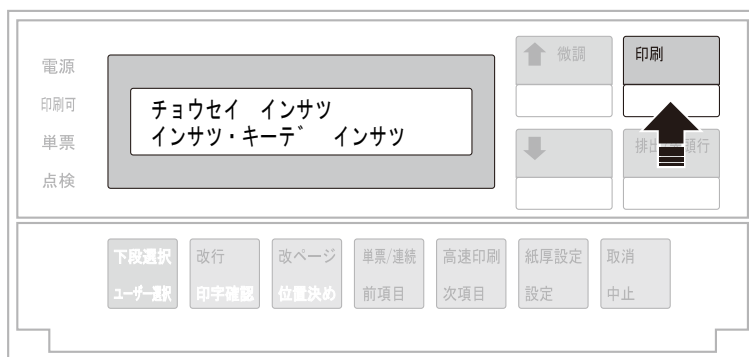 電源
印刷可
単票
点検
チョウセイ インサツ
インサツ・キーデ インサツ
微調
印刷
排出 頭行
下段選択
ユーザー選択
改行
印字確認
改ページ
位置決め
単票/連続
前項目
高速印刷
次項目
紙厚設定
設定
取消
中止